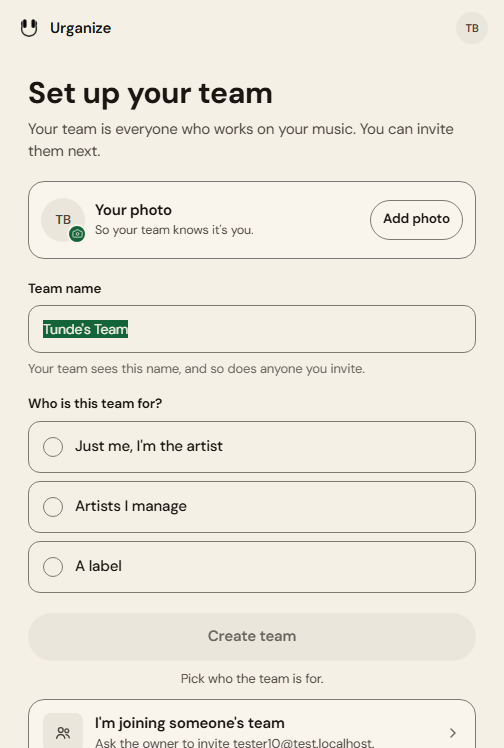 Urganize
TB
Set up your team
Your team is everyone who works on your music. You can invite
them next.
TB
Your photo
So your team knows it's you.
Add photo
Team name
Tunde's Team
Your team sees this name, and so does anyone you invite.
Who is this team for?
Just me, I'm the artist
Artists I manage
A label
Create team
Pick who the team is for.
I'm joining someone's team
Ask the owner to invite tester10@test.localhost.